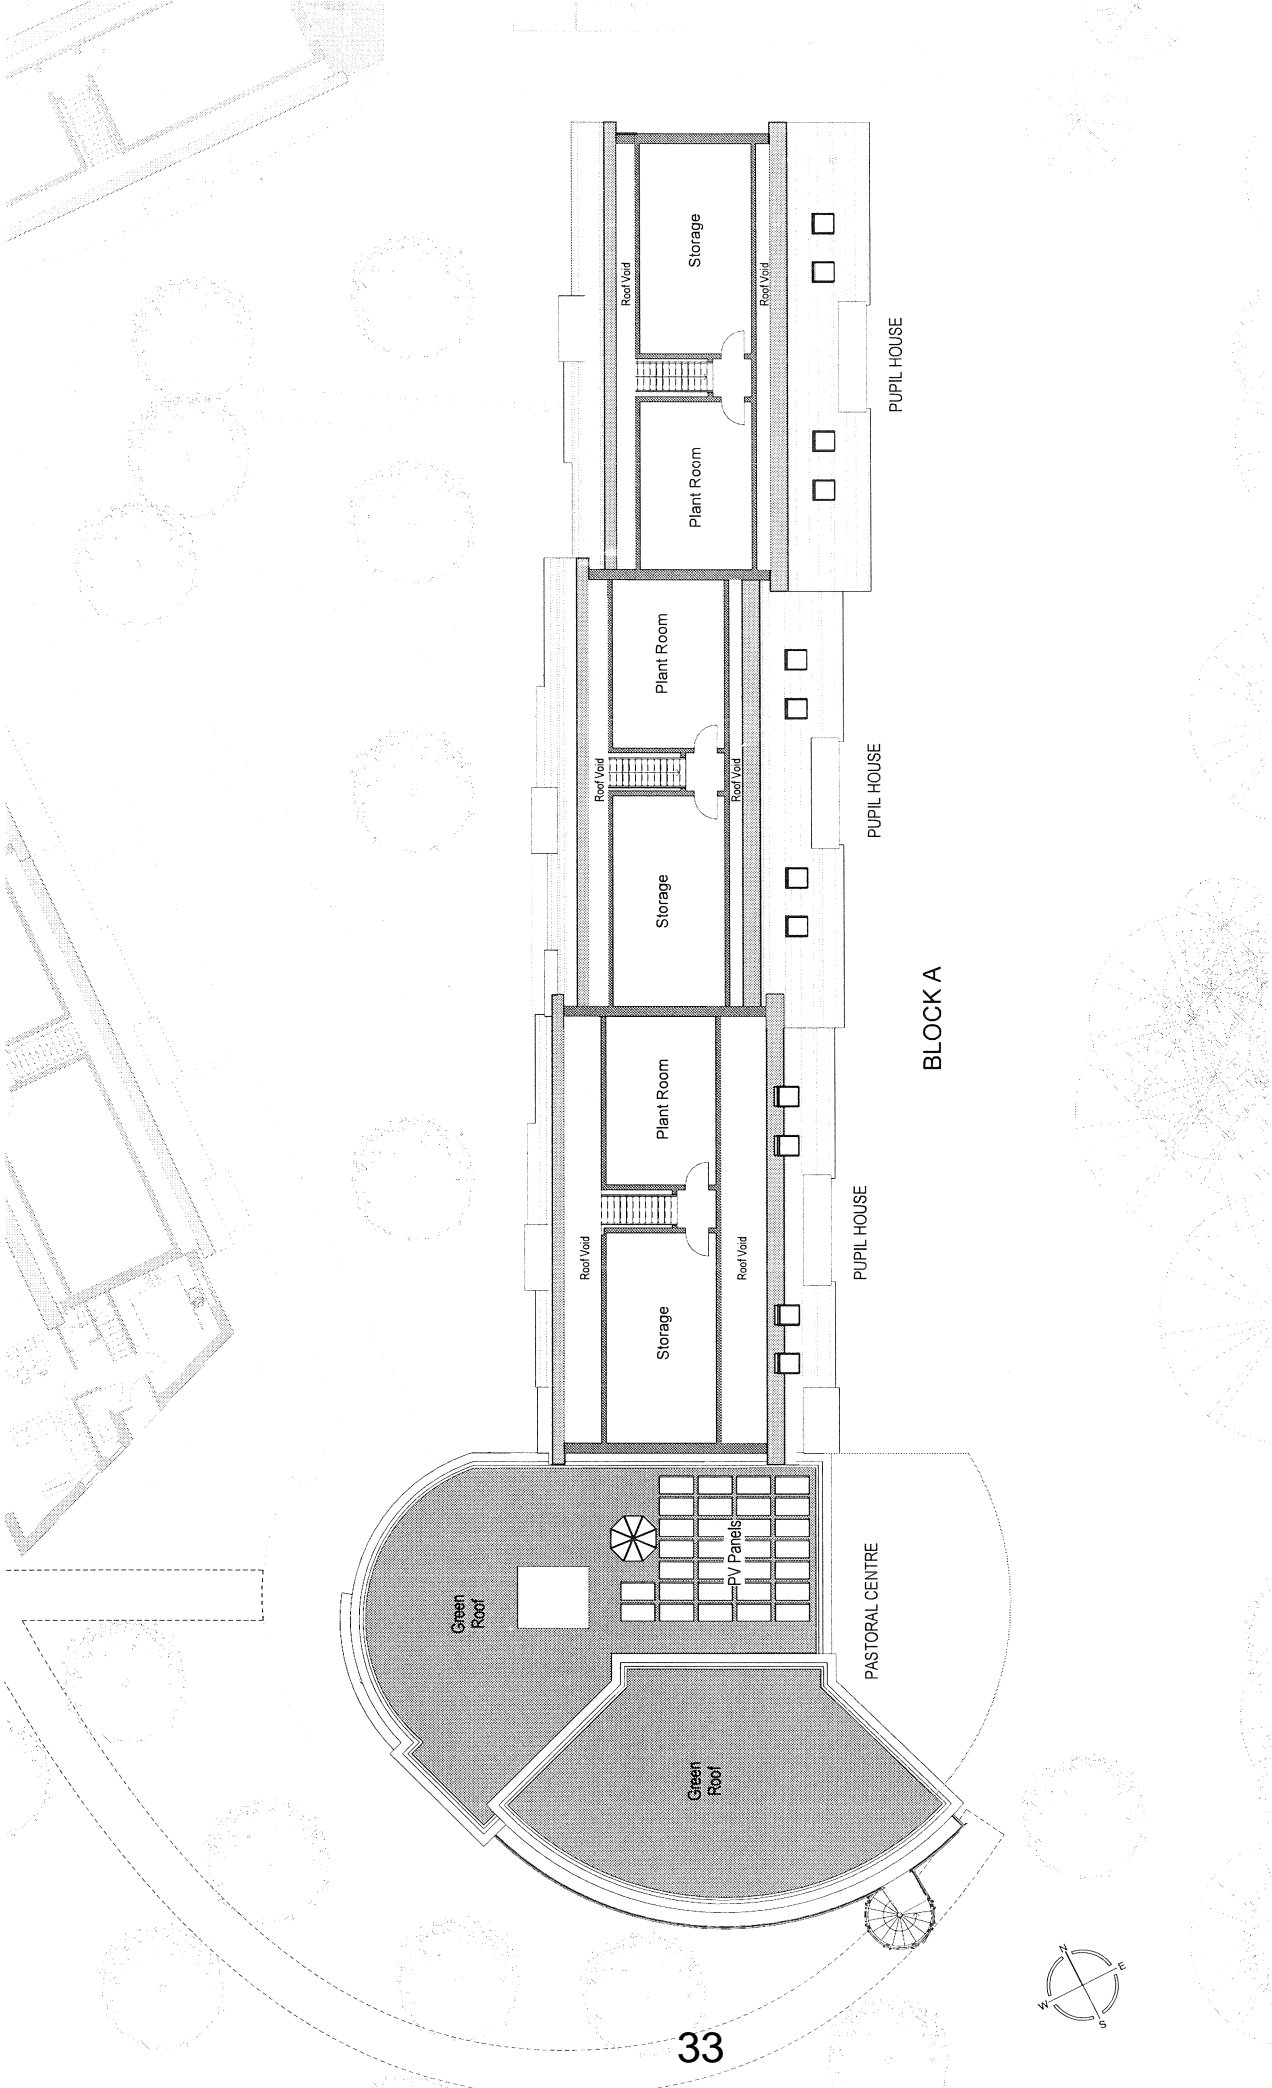 Storage
Roof Void
Roof Void
PUPIL HOUSE
Plant Room
Plant Room
Roof Void
Roof Void
PUPIL HOUSE
Storage
BLOCK A
Plant Room
PUPIL HOUSE
Roof Void
Roof Void
Storage
PV Panels
Green
Roof
PASTORAL CENTRE
Green
Roof
N
E
W
S
33